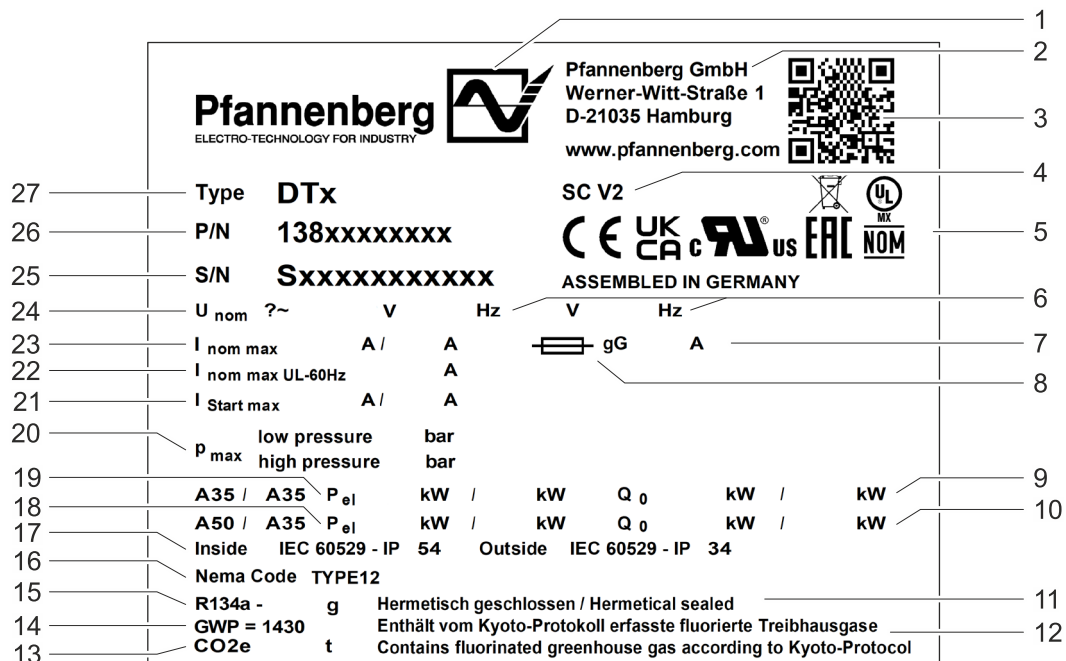 1
2
Pfannenberg
ELECTRO-TECHNOLOGY FOR INDUSTRY
Pfannenberg GmbH
Werner-Witt-Straße 1
D-21035 Hamburg
www.pfannenberg.com
3
4
27 Type DTx SC V2
26 P/N 138xxxxxxxx CE UK CA c RU ® us EAC UL MX NOM 5
25 S/N Sxxxxxxxxxxx ASSEMBLED IN GERMANY
24 U nom ?~ V Hz V Hz 6
23 I nom max A / A gG A 7
22 I nom max UL-60Hz A 8
21 I Start max A / A
20 p max low pressure bar
high pressure bar
19 A35 / A35 P el kW / kW Q 0 kW / kW 9
18 A50 / A35 P el kW / kW Q 0 kW / kW 10
17 Inside IEC 60529 - IP 54 Outside IEC 60529 - IP 34
16 Nema Code TYPE12
15 R134a - g Hermetisch geschlossen / Hermetical sealed 11
14 GWP = 1430 Enthält vom Kyoto-Protokoll erfasste fluorierte Treibhausgase 12
13 CO2e t Contains fluorinated greenhouse gas according to Kyoto-Protocol